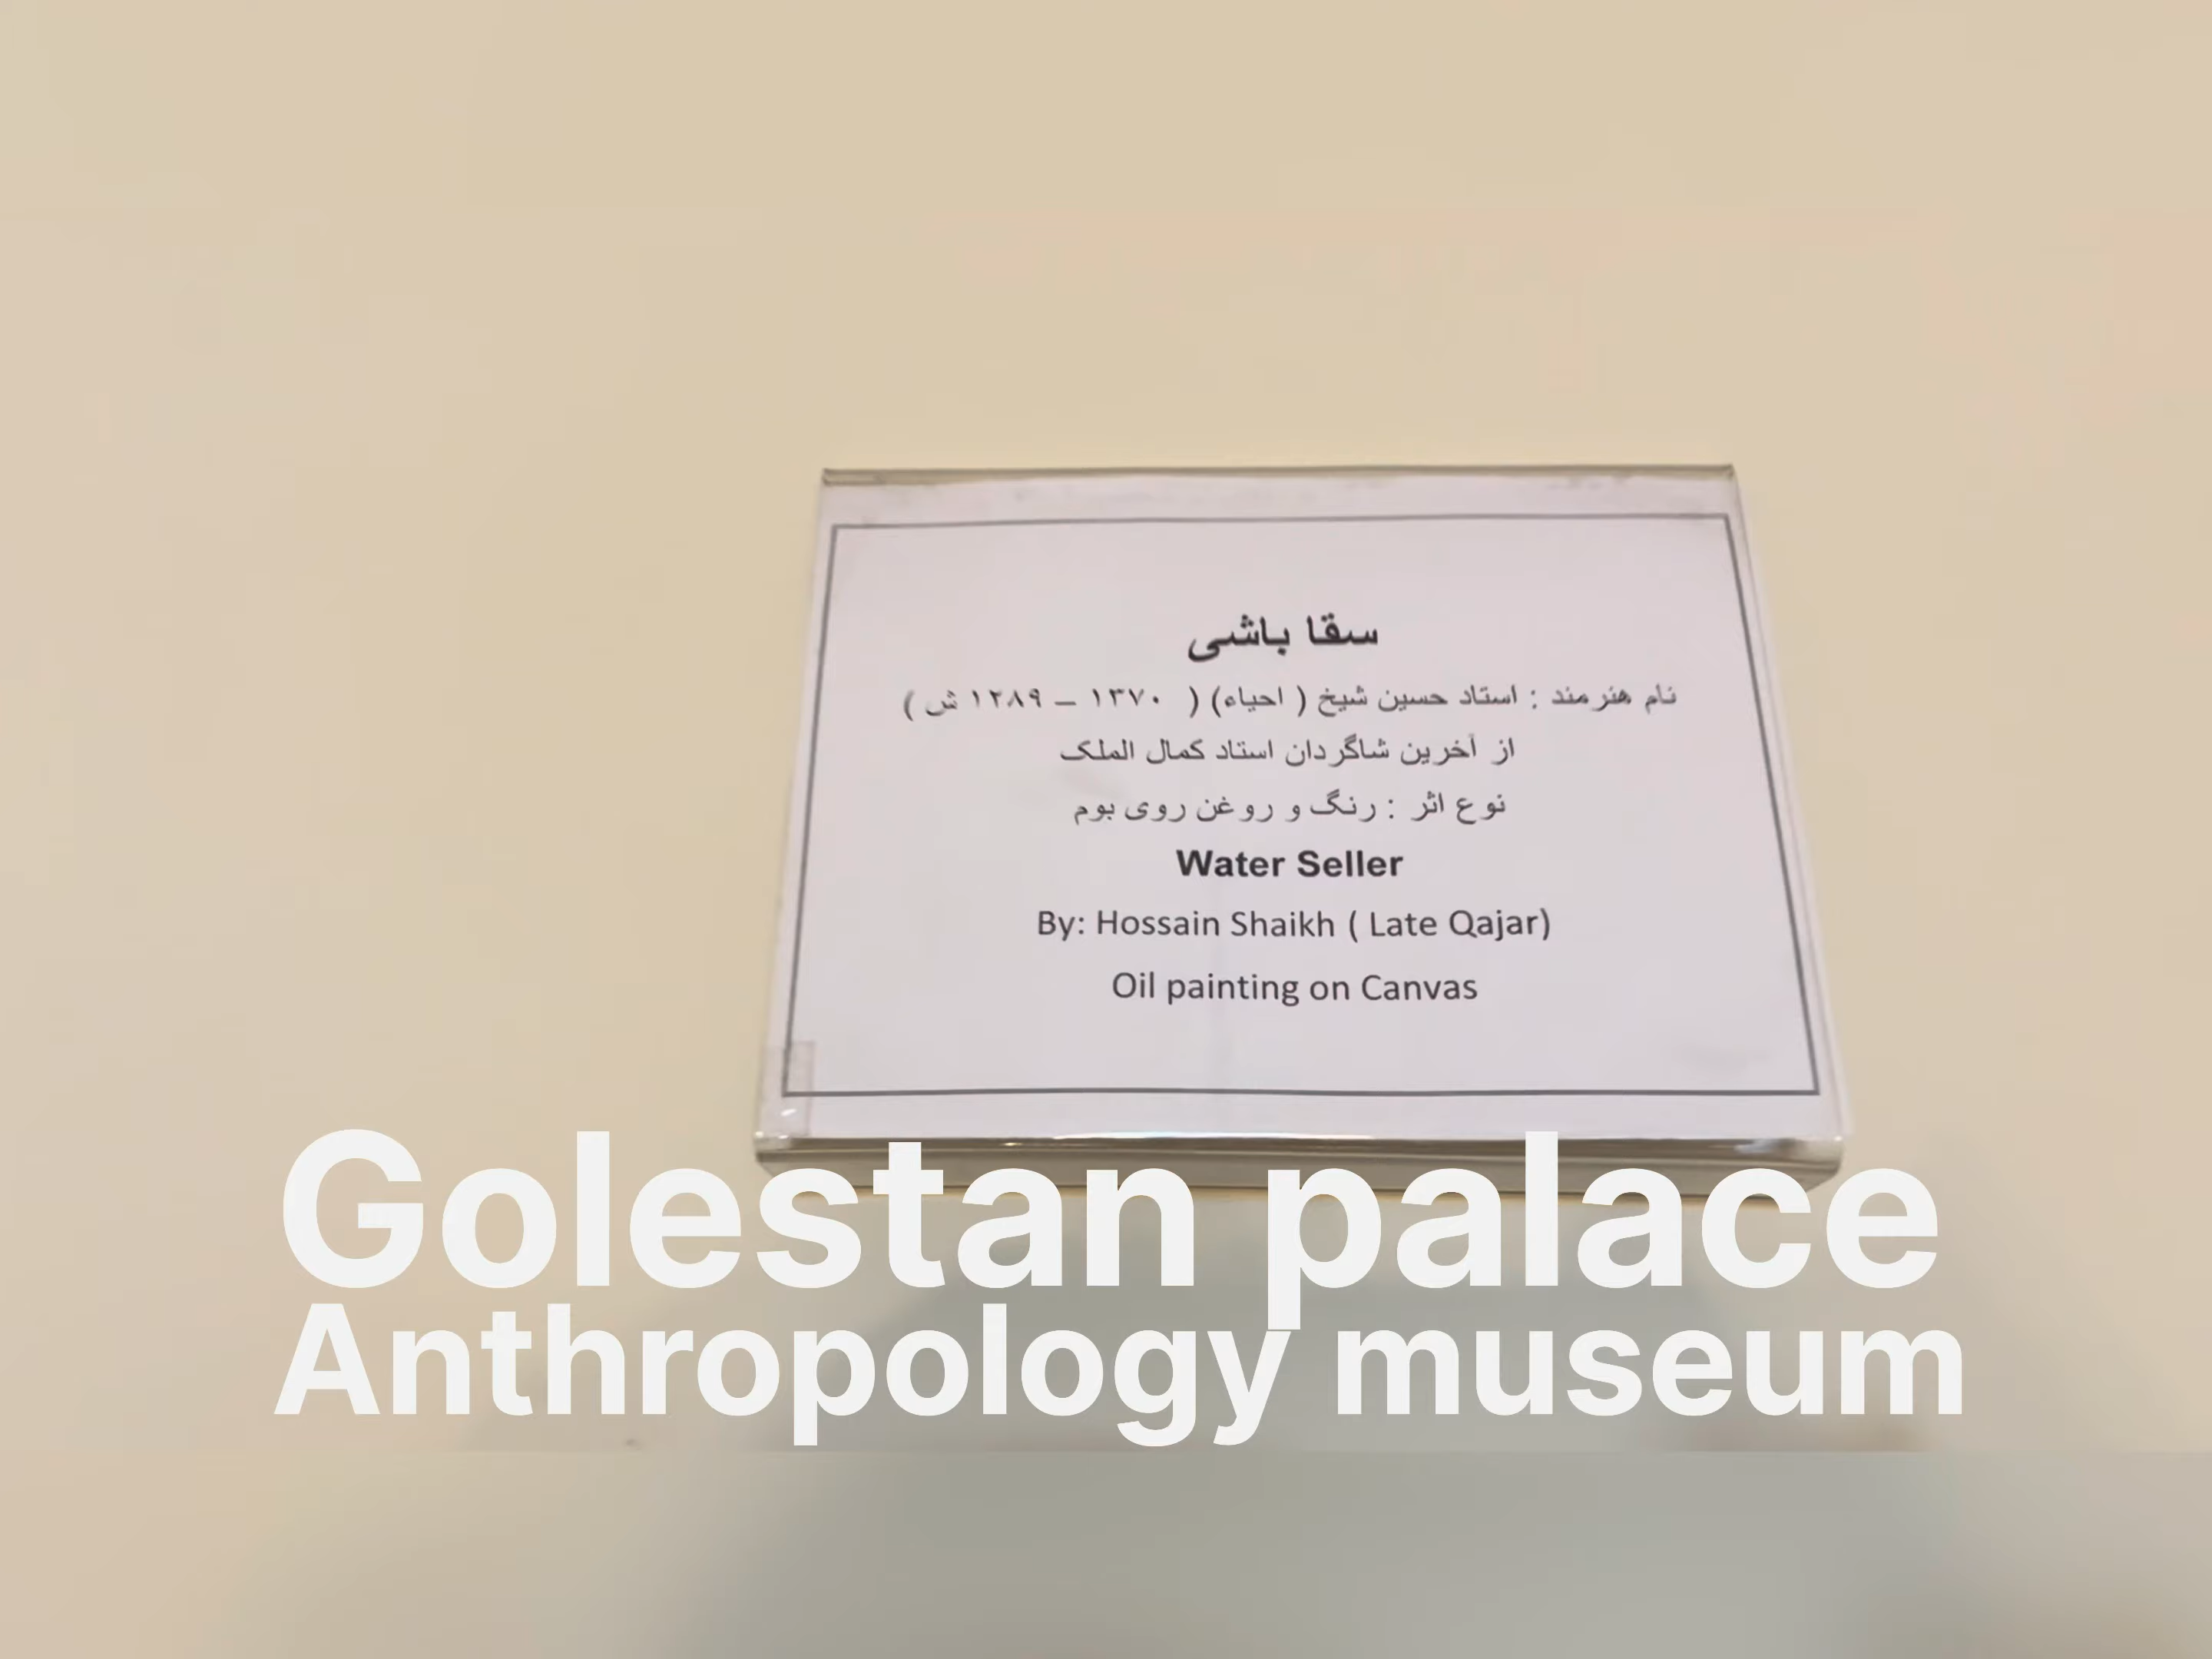 سقا باشی
نام هنرمند : استاد حسین شیخ ( احیاء) ( ۱۳۷۰ – ۱۲۸۹ ش )
از آخرین شاگردان استاد کمال الملک
نوع اثر : رنگ و روغن روی بوم
Water Seller
By: Hossain Shaikh ( Late Qajar)
Oil painting on Canvas
Golestan palace
Anthropology museum